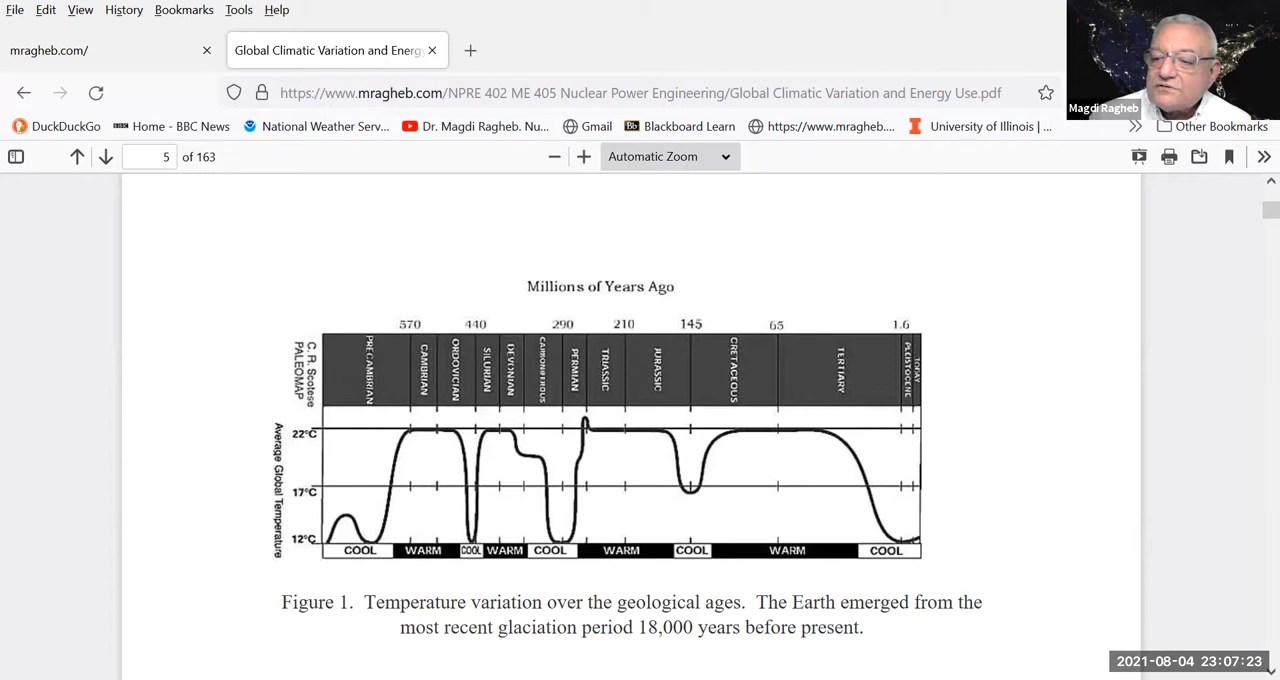 File Edit View History Bookmarks Tools Help
mragheb.com/ × Global Climatic Variation and Energ × +
https://www.mragheb.com/NPRE 402 ME 405 Nuclear Power Engineering/Global Climatic Variation and Energy Use.pdf
Magdi Ragheb
DuckDuckGo BBC Home - BBC News National Weather Serv... Dr. Magdi Ragheb. Nu... Gmail Bb Blackboard Learn https://www.mragheb.... University of Illinois | ... Other Bookmarks
5 of 163 Automatic Zoom
Millions of Years Ago
570 440 290 210 145 65 1.6
C. R. Scotese
PALEOMAP
PRECAMBRIAN CAMBRIAN ORDOVICIAN SILURIAN DEVONIAN CARBONIFEROUS PERMIAN TRIASSIC JURASSIC CRETACEOUS TERTIARY PLEISTOCENE TODAY
Average Global Temperature
22°C
17°C
12°C
COOL WARM COOL WARM COOL WARM COOL WARM COOL
Figure 1. Temperature variation over the geological ages. The Earth emerged from the
most recent glaciation period 18,000 years before present.
2021-08-04 23:07:23